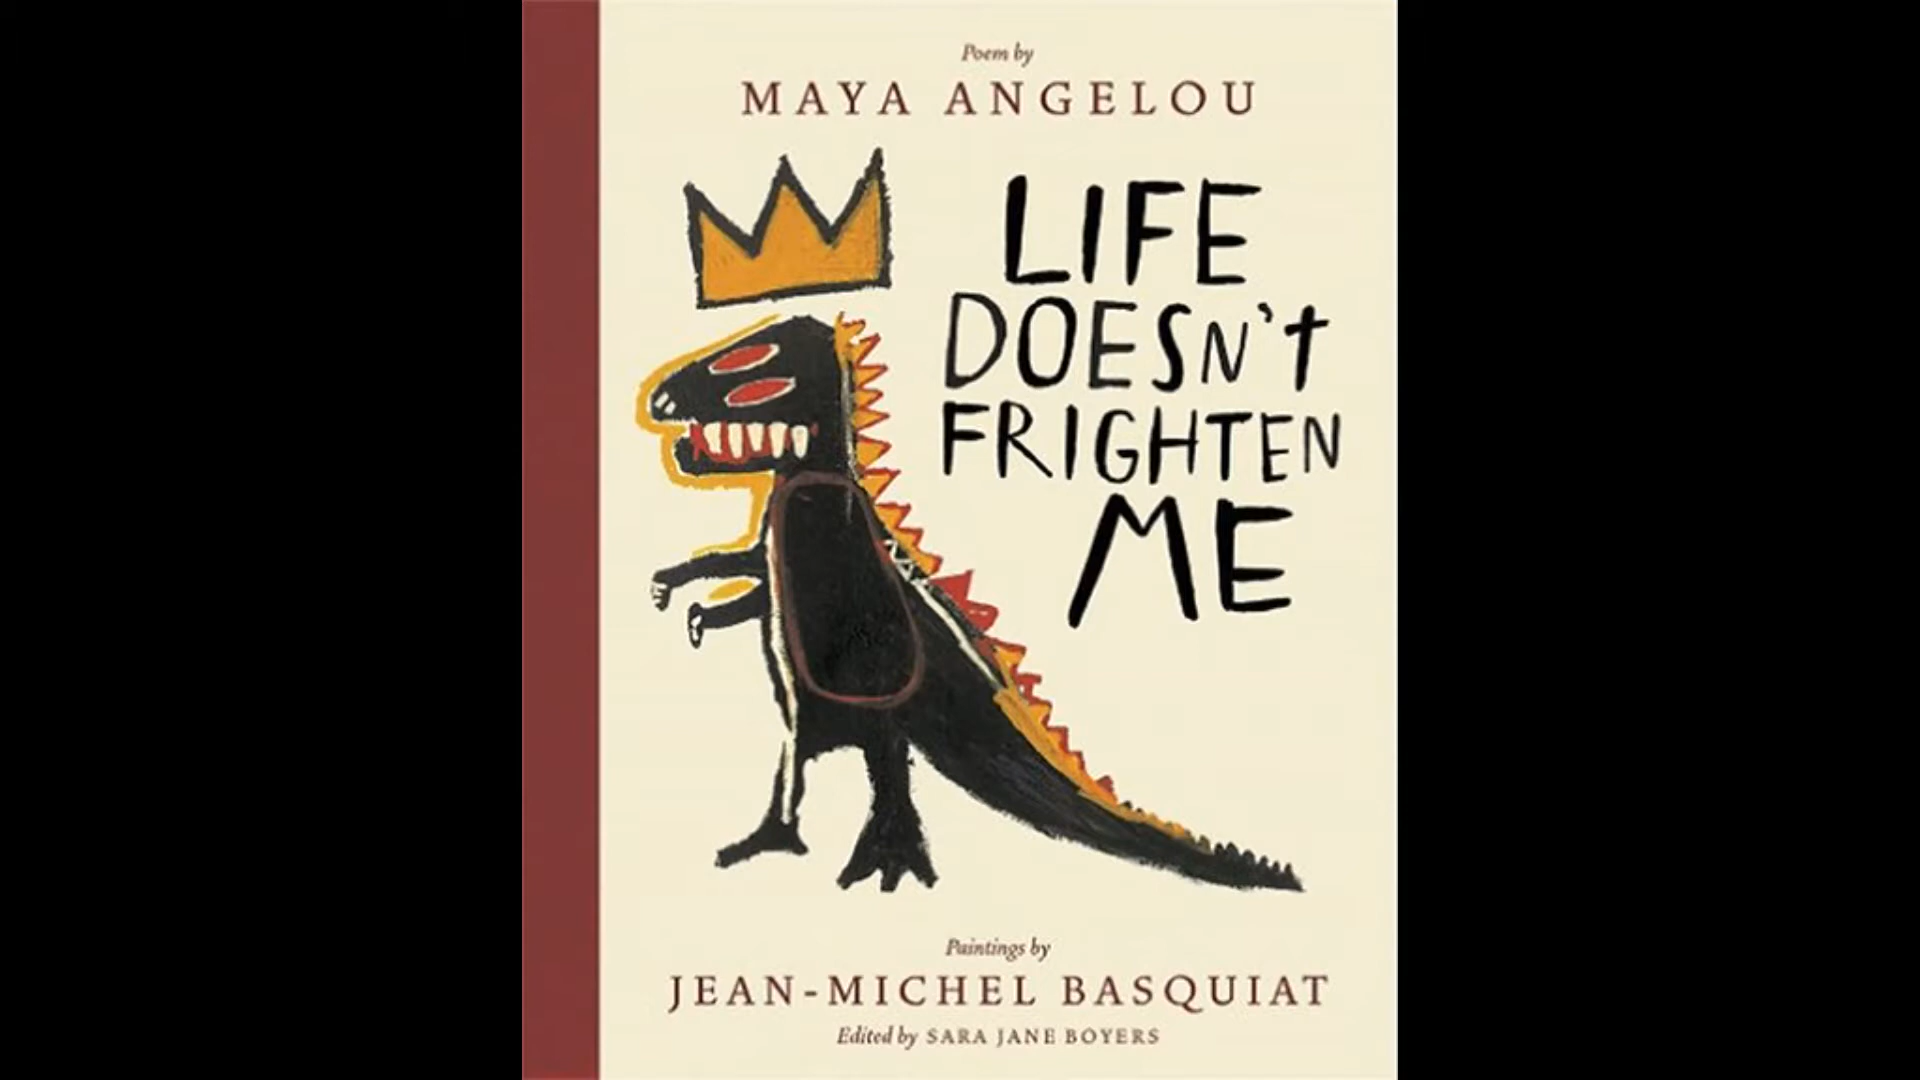 Poem by
MAYA ANGELOU
LIFE
DOESN'T
FRIGHTEN
ME
Paintings by
JEAN-MICHEL BASQUIAT
Edited by SARA JANE BOYERS